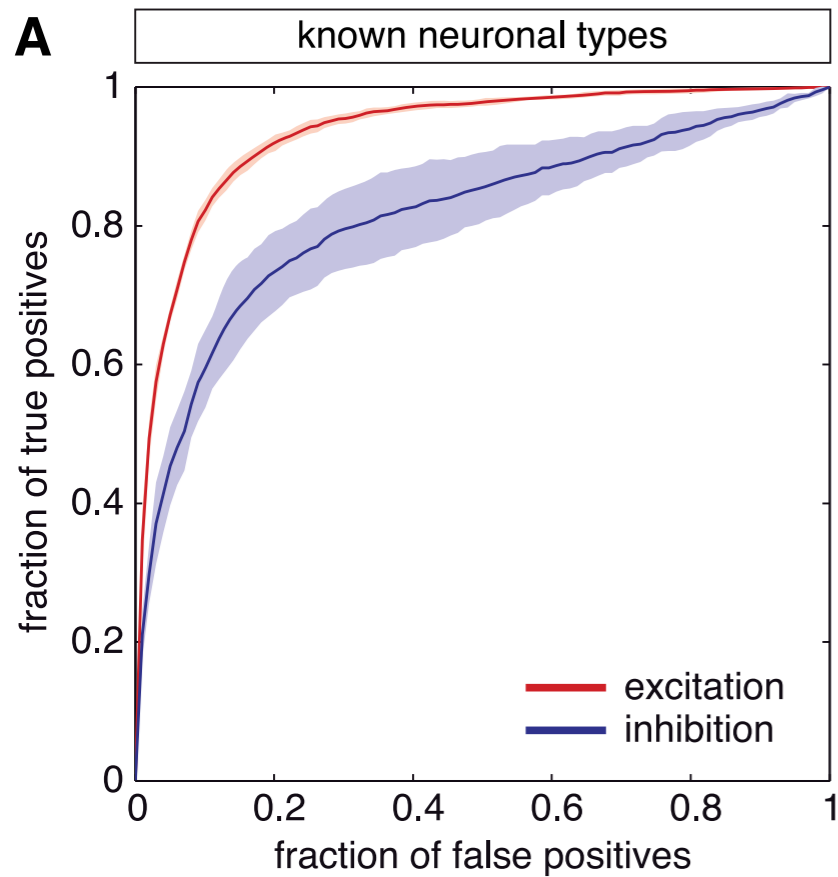 A
known neuronal types
fraction of true positives
1
0.8
0.6
0.4
0.2
0
excitation
inhibition
0
0.2
0.4
0.6
0.8
1
fraction of false positives